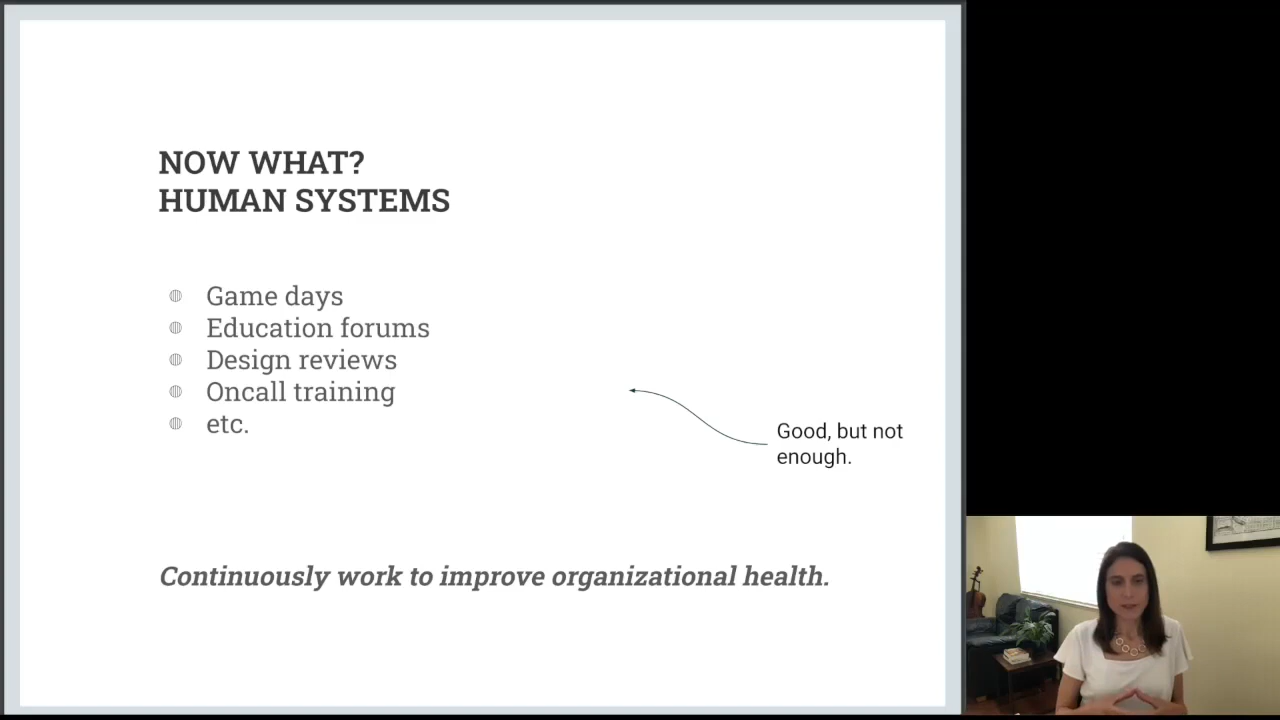 NOW WHAT?
HUMAN SYSTEMS
Game days
Education forums
Design reviews
Oncall training
etc.
Good, but not
enough.
Continuously work to improve organizational health.